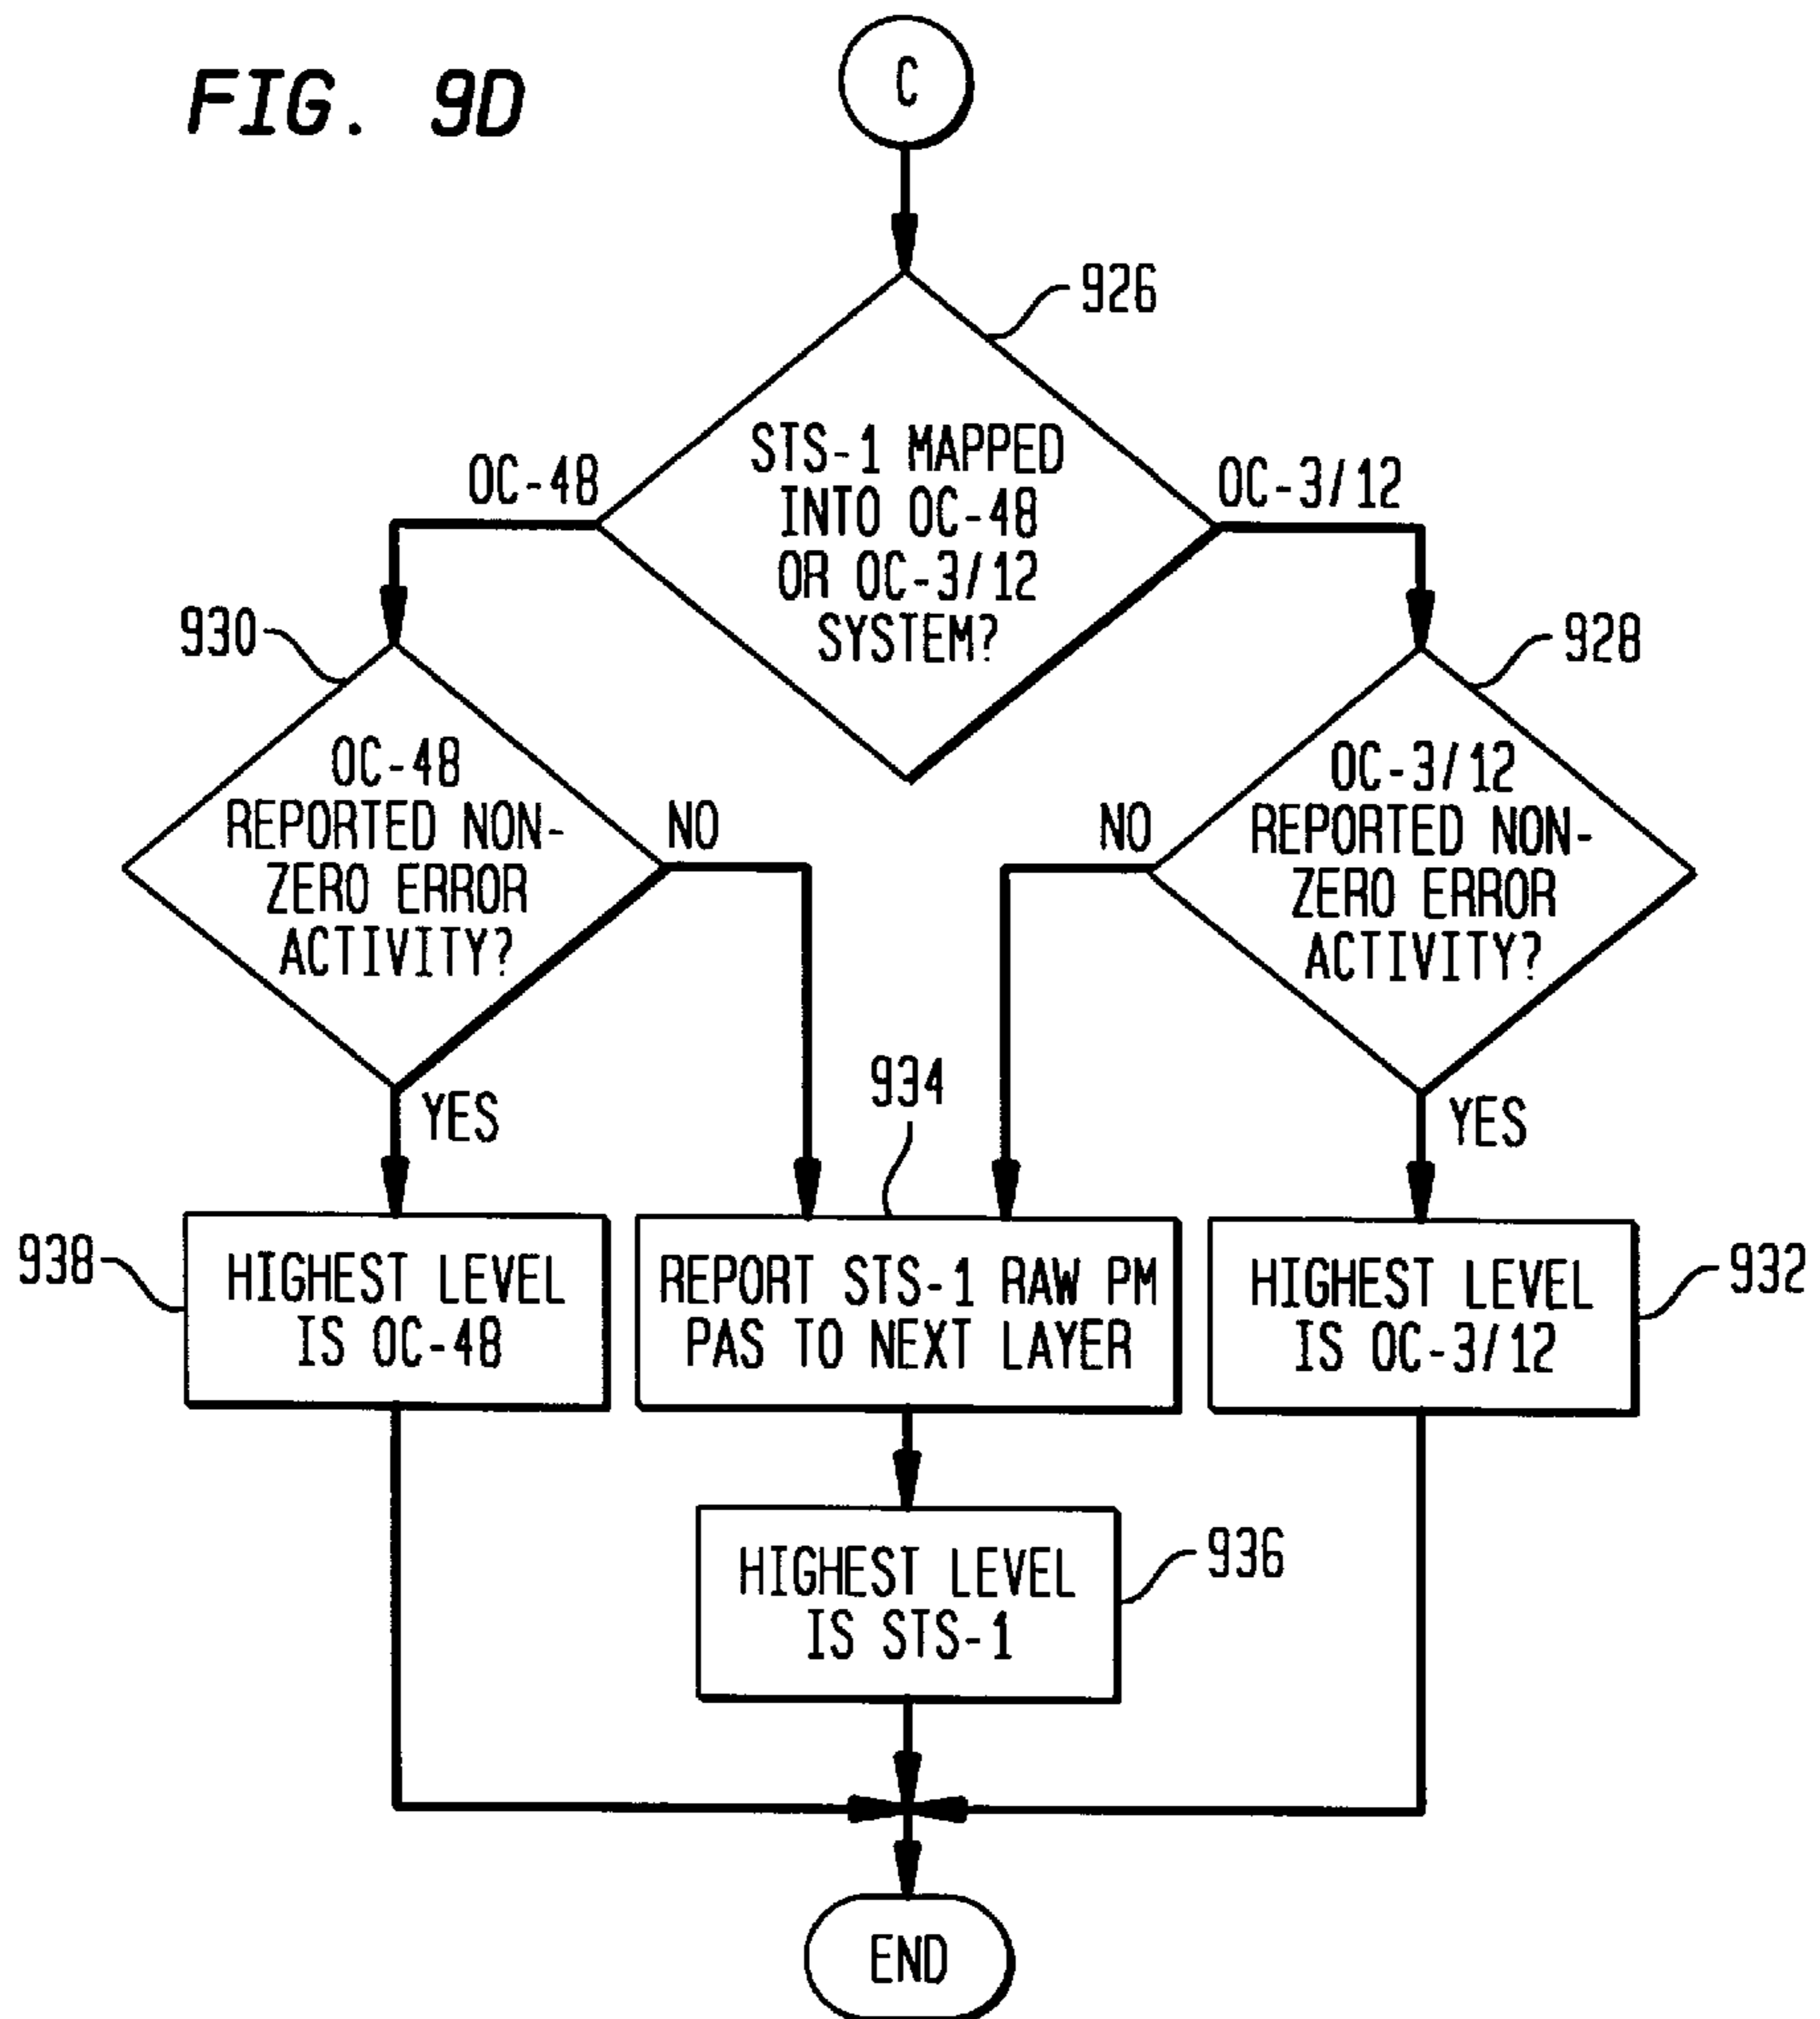 FIG. 9D
C
926
STS-1 MAPPED
INTO OC-48
OR OC-3/12
SYSTEM?
OC-48
OC-3/12
930
928
OC-48
REPORTED NON-
ZERO ERROR
ACTIVITY?
NO
NO
OC-3/12
REPORTED NON-
ZERO ERROR
ACTIVITY?
934
YES
YES
938
HIGHEST LEVEL
IS OC-48
REPORT STS-1 RAW PM
PAS TO NEXT LAYER
HIGHEST LEVEL
IS OC-3/12
932
HIGHEST LEVEL
IS STS-1
936
END